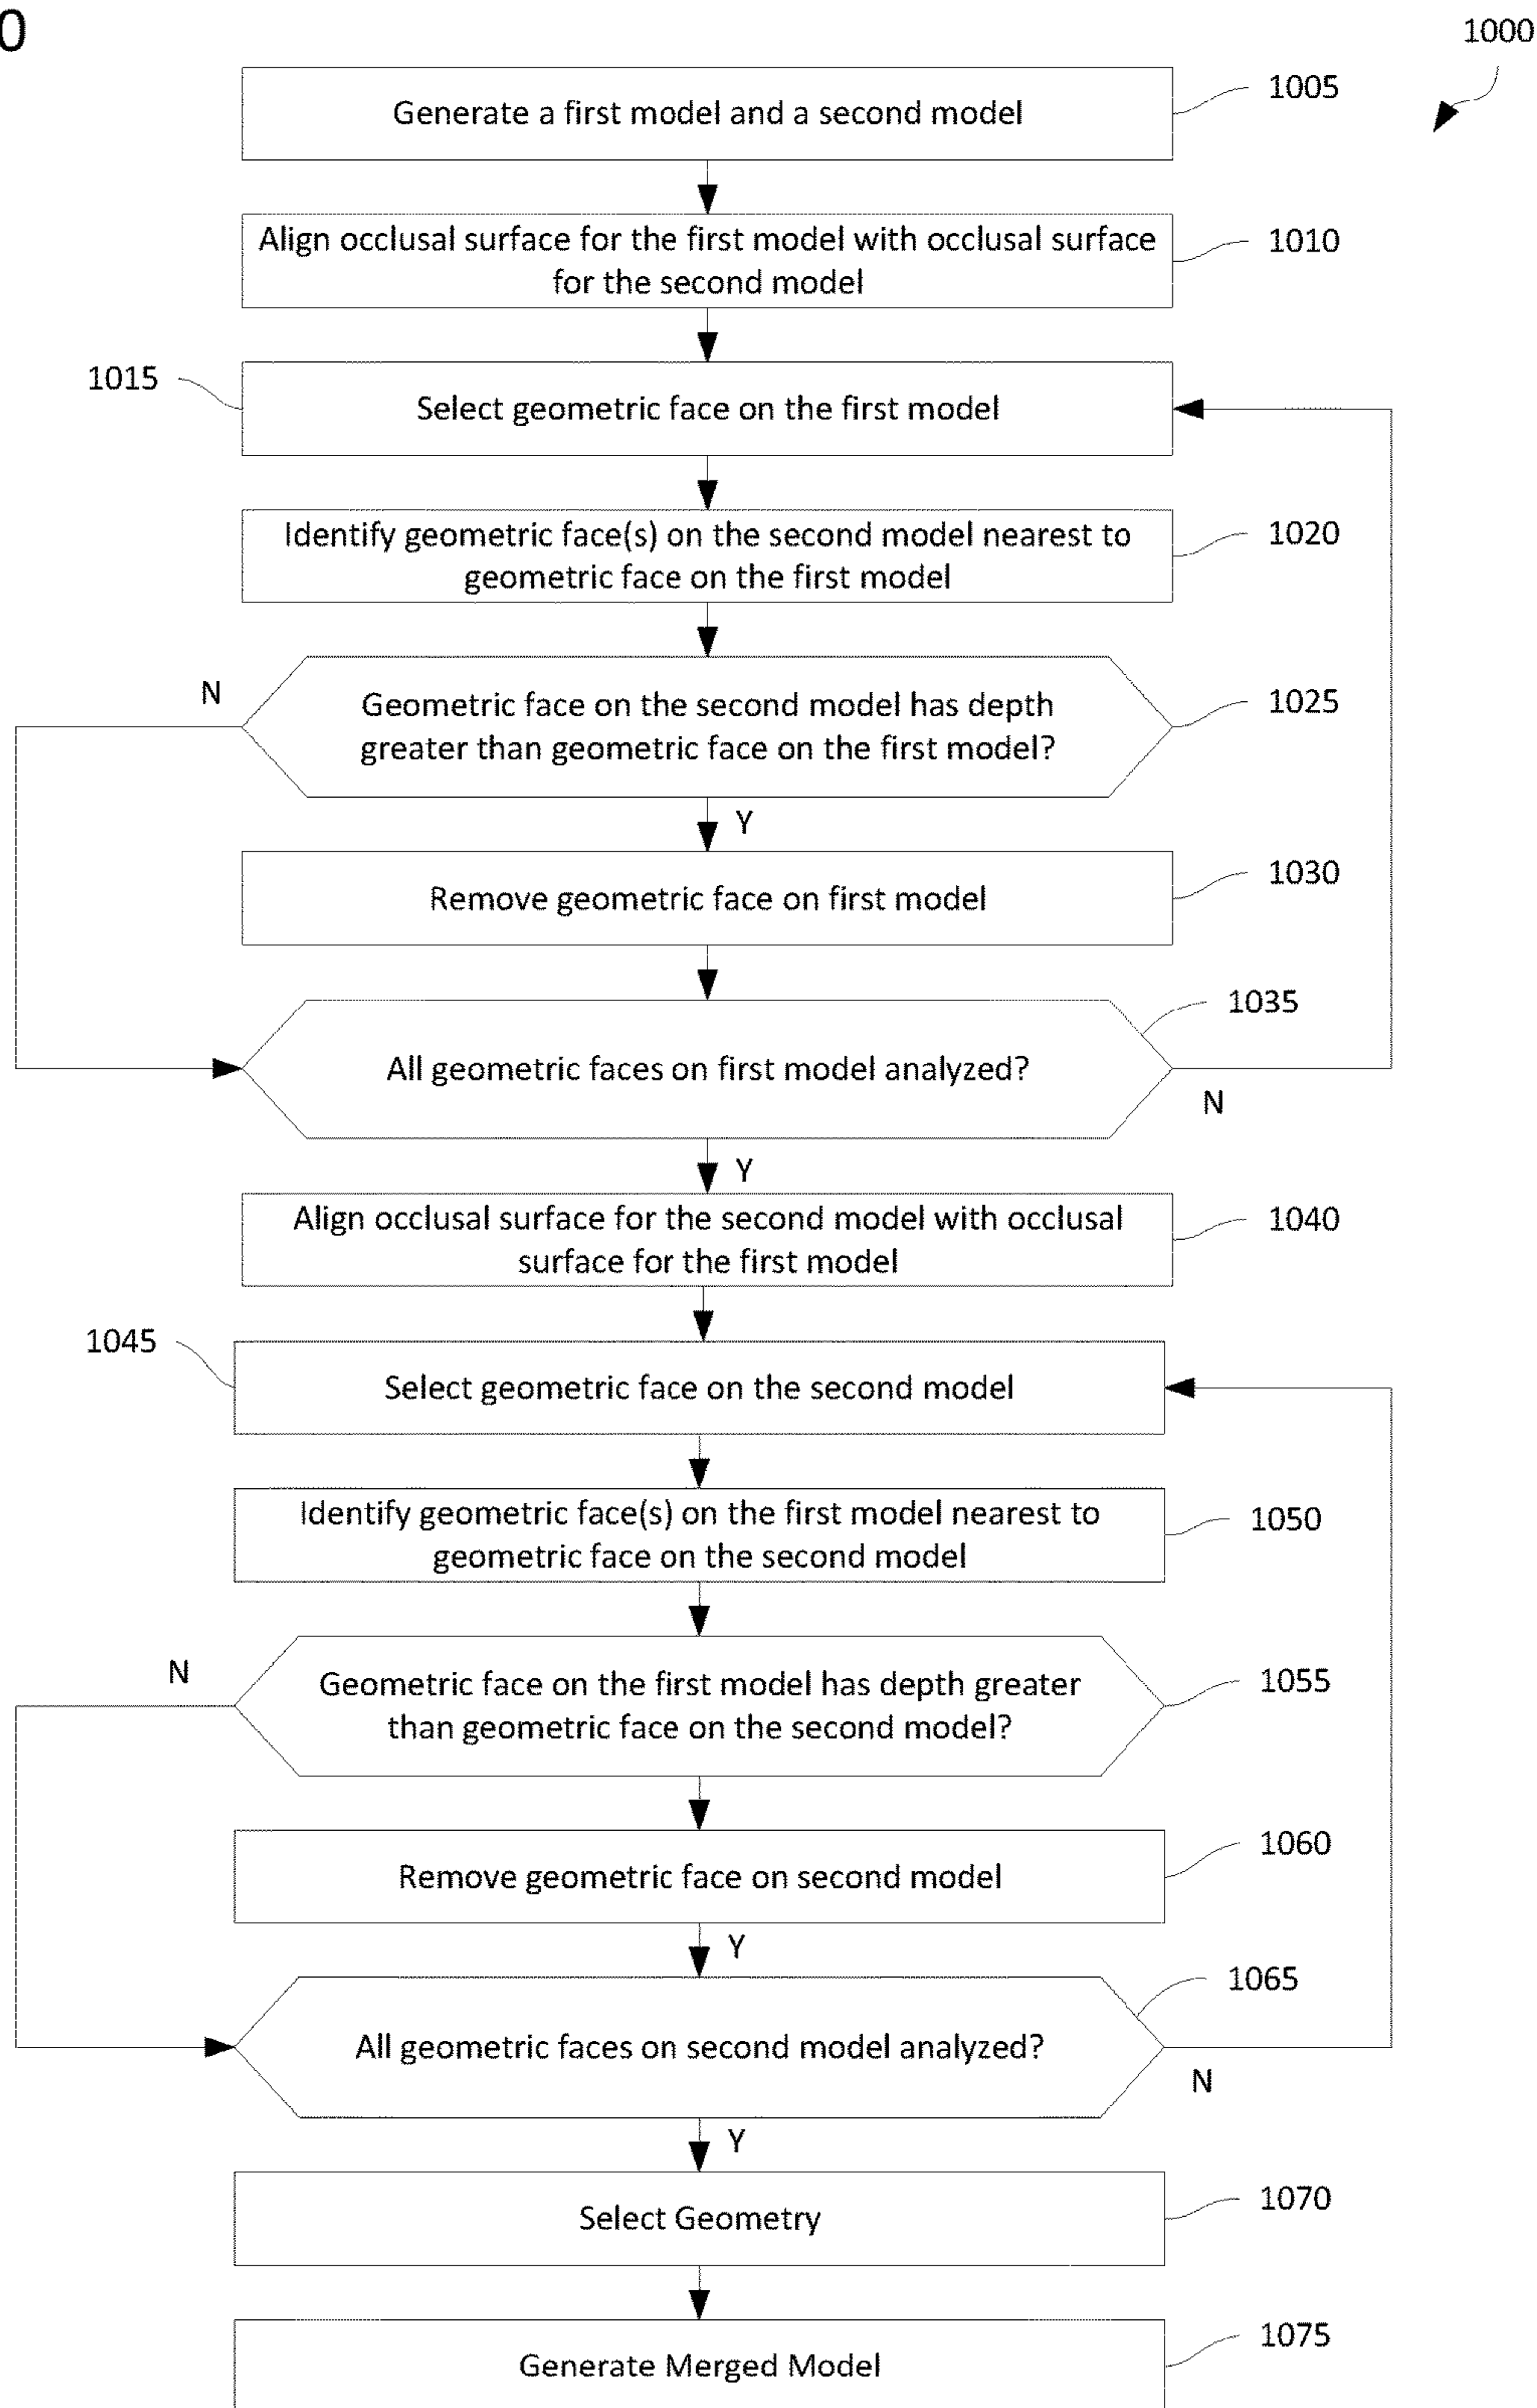 0
1000
Generate a first model and a second model
1005
Align occlusal surface for the first model with occlusal surface
for the second model
1010
1015
Select geometric face on the first model
Identify geometric face(s) on the second model nearest to
geometric face on the first model
1020
N
Geometric face on the second model has depth
greater than geometric face on the first model?
1025
Y
Remove geometric face on first model
1030
All geometric faces on first model analyzed?
1035
N
Y
Align occlusal surface for the second model with occlusal
surface for the first model
1040
1045
Select geometric face on the second model
Identify geometric face(s) on the first model nearest to
geometric face on the second model
1050
N
Geometric face on the first model has depth greater
than geometric face on the second model?
1055
Remove geometric face on second model
1060
Y
All geometric faces on second model analyzed?
1065
N
Y
Select Geometry
1070
Generate Merged Model
1075